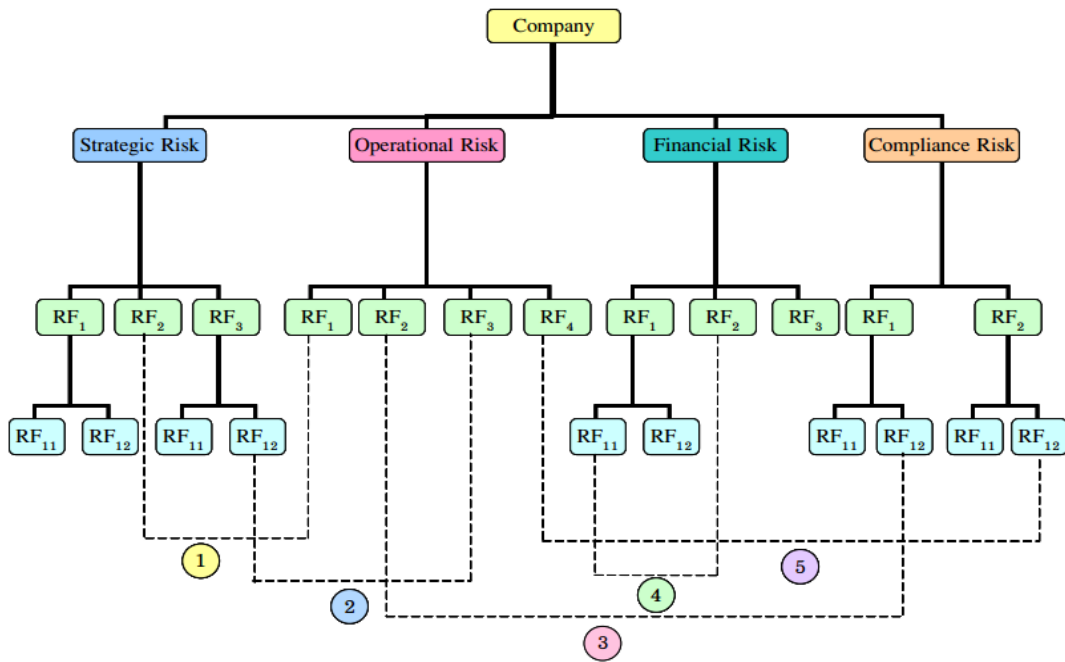 Company
Strategic Risk
Operational Risk
Financial Risk
Compliance Risk
RF₁
RF₂
RF₃
RF₁
RF₂
RF₃
RF₄
RF₁
RF₂
RF₃
RF₁
RF₂
RF₁₁
RF₁₂
RF₁₁
RF₁₂
RF₁₁
RF₁₂
RF₁₁
RF₁₂
RF₁₁
RF₁₂
1
5
4
2
3